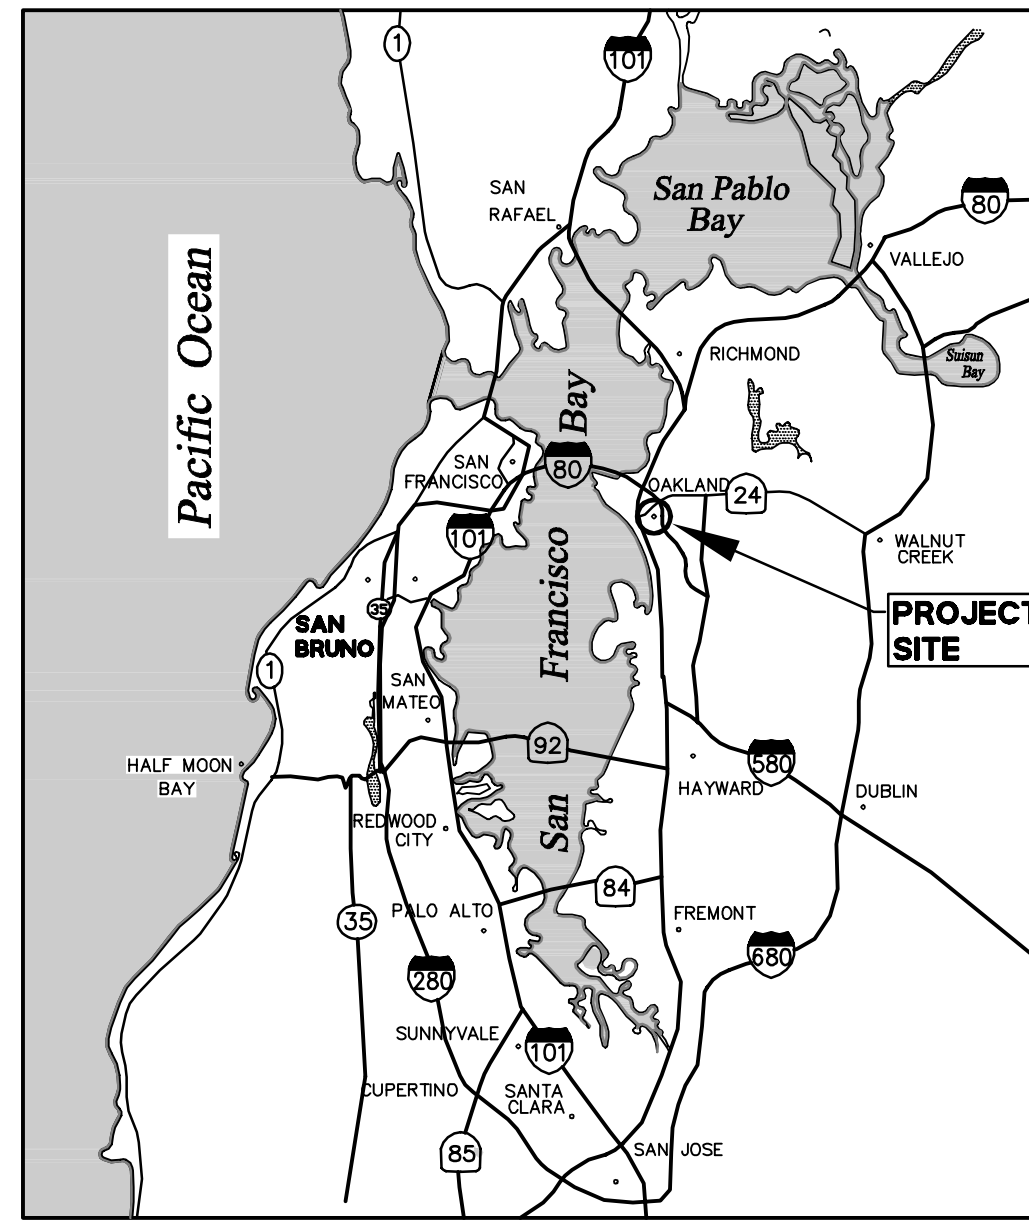 1
101
SAN
RAFAEL
San Pablo
Bay
80
VALLEJO
Pacific Ocean
RICHMOND
Suisun
Bay
San Francisco Bay
SAN
FRANCISCO
80
OAKLAND
24
101
WALNUT
CREEK
35
SAN
BRUNO
PROJECT
SITE
1
SAN
MATEO
92
HALF MOON
BAY
580
HAYWARD
DUBLIN
REDWOOD
CITY
84
35
PALO ALTO
FREMONT
680
280
SUNNYVALE
101
CUPERTINO
SANTA
CLARA
85
SAN JOSE